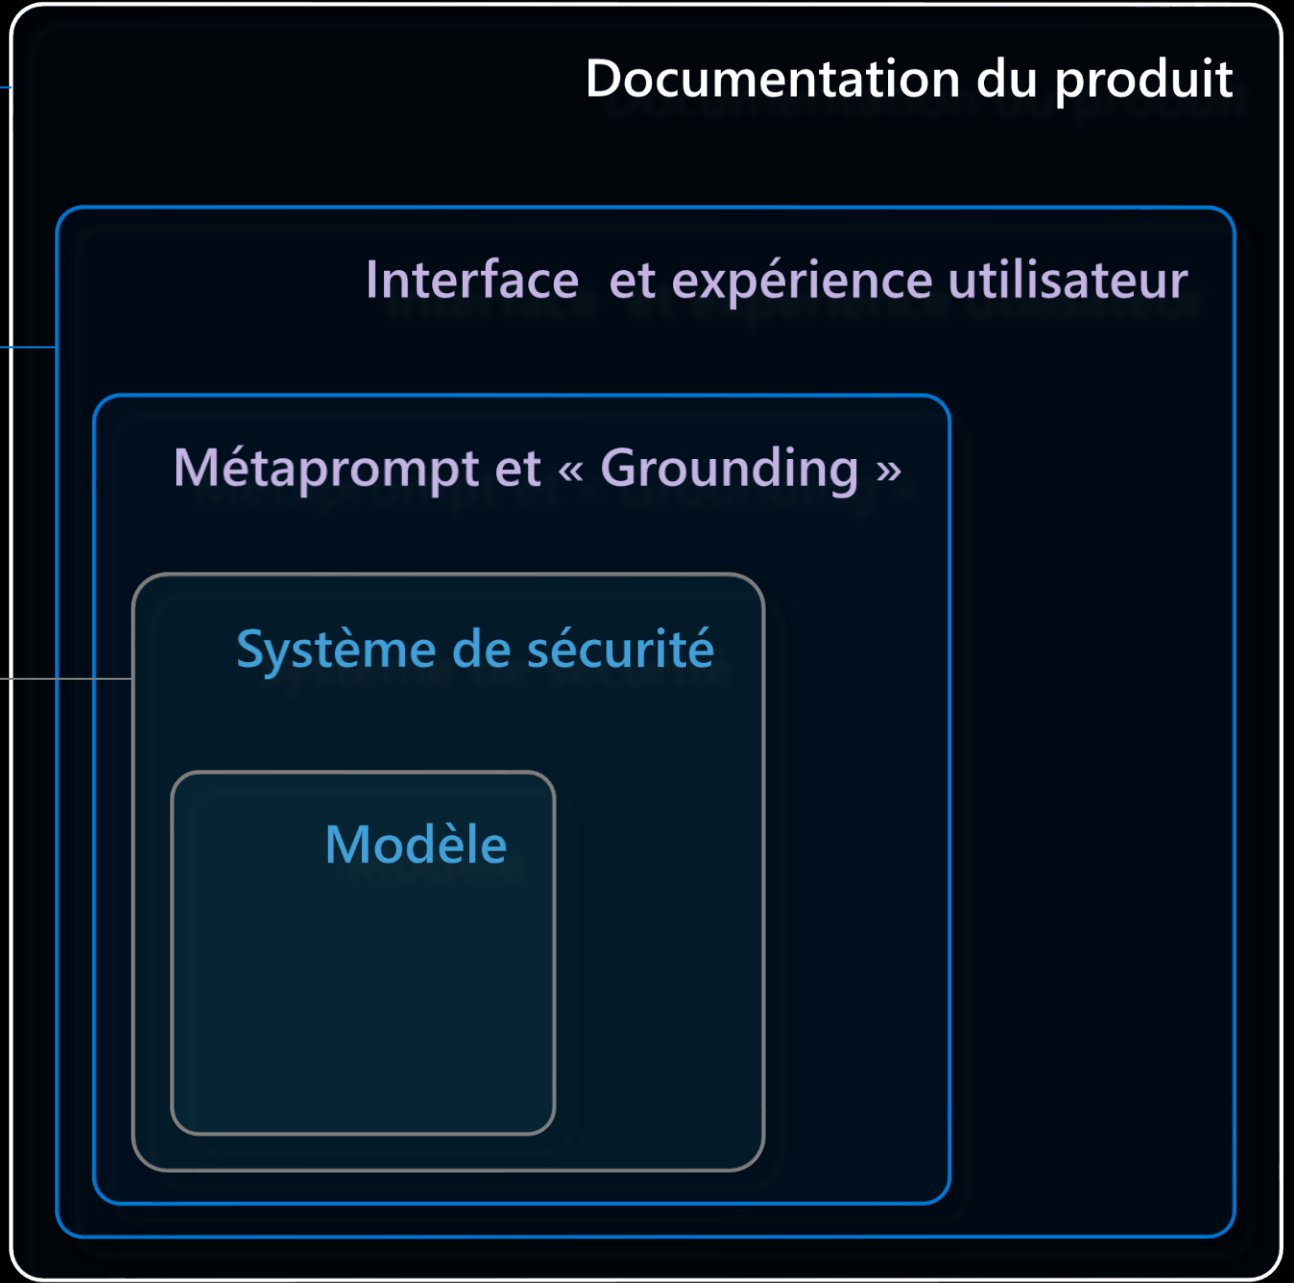 Documentation du produit
Interface et expérience utilisateur
Métaprompt et « Grounding »
Système de sécurité
Modèle